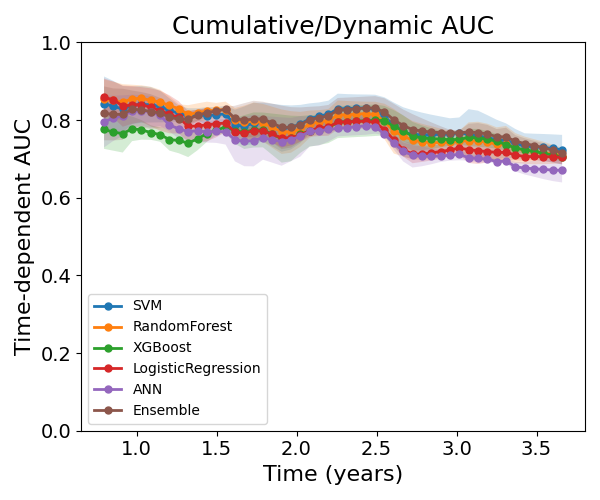 Cumulative/Dynamic AUC
Time-dependent AUC
1.0
0.8
0.6
0.4
0.2
0.0
SVM
RandomForest
XGBoost
LogisticRegression
ANN
Ensemble
1.0 1.5 2.0 2.5 3.0 3.5
Time (years)